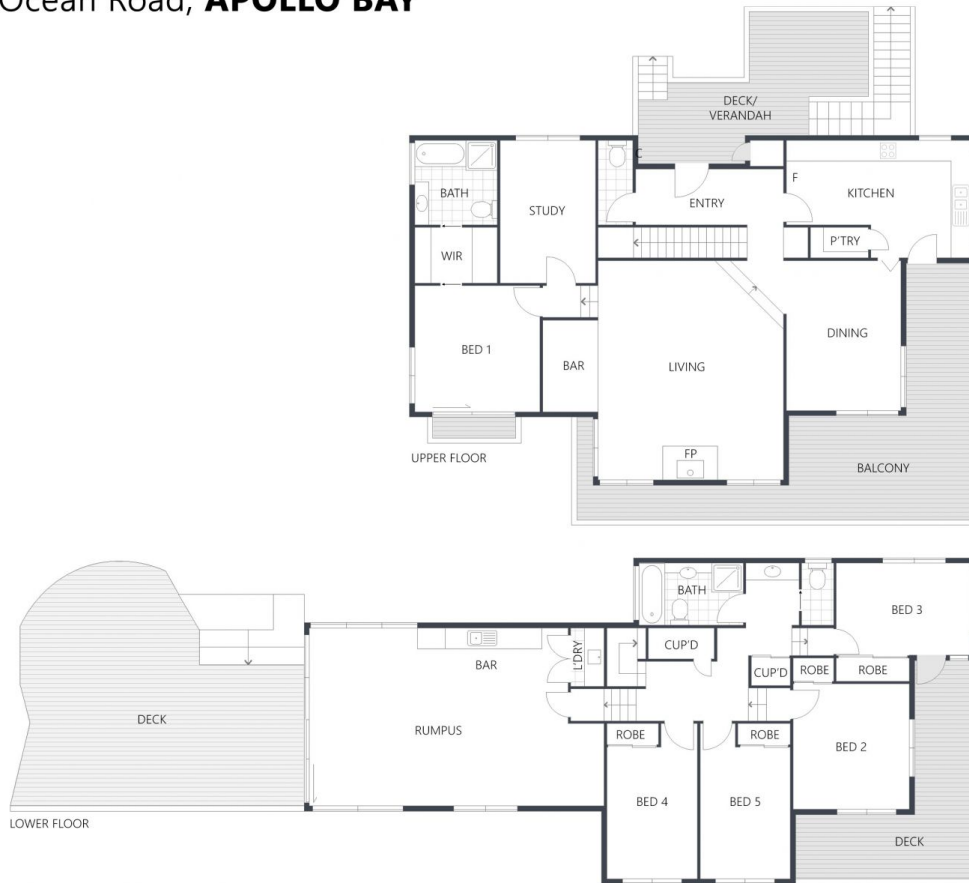 Ocean Road, APOLLO BAY
DECK/
VERANDAH
BATH
STUDY
ENTRY
F
KITCHEN
WIR
P'TRY
BED 1
BAR
LIVING
DINING
FP
UPPER FLOOR
BALCONY
BATH
BED 3
BAR
L'DRY
CUP'D
CUP'D
ROBE
ROBE
DECK
RUMPUS
ROBE
ROBE
BED 2
BED 4
BED 5
LOWER FLOOR
DECK